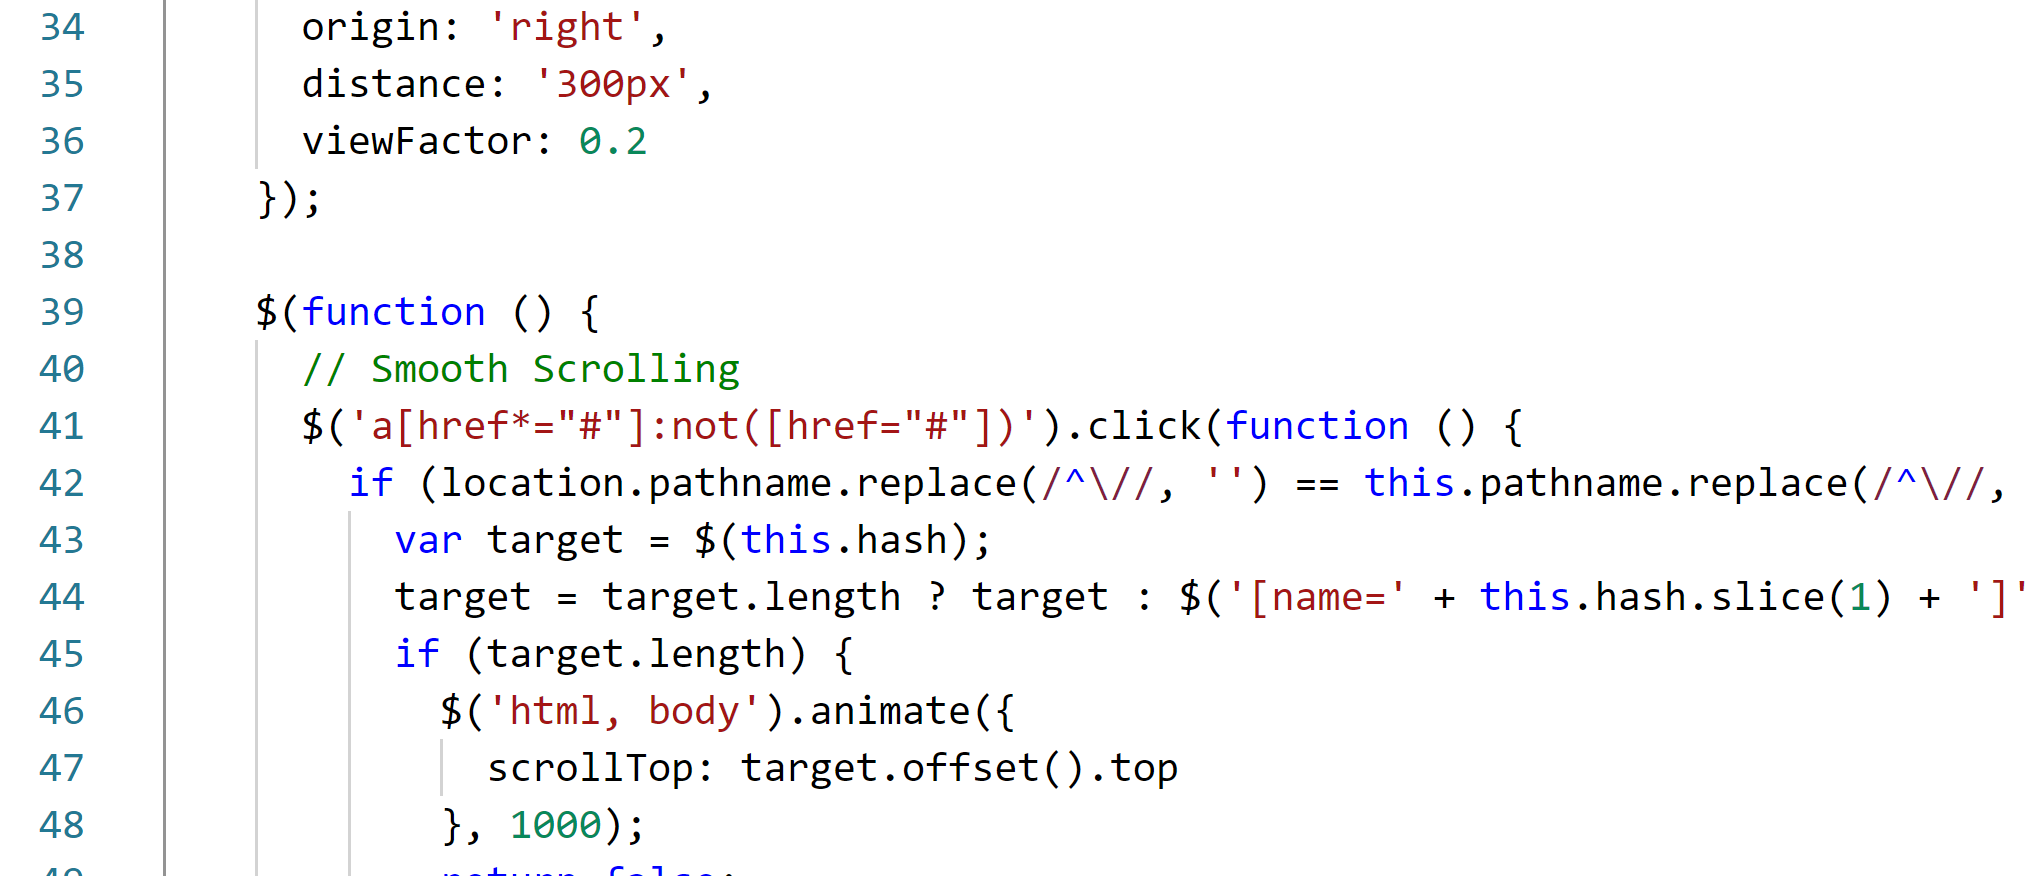 34 origin: 'right',
35 distance: '300px',
36 viewFactor: 0.2
37 });
38
39 $(function () {
40 // Smooth Scrolling
41 $('a[href*="#"]:not([href="#"])').click(function () {
42 if (location.pathname.replace(/^\//, '') == this.pathname.replace(/^\//,
43 var target = $(this.hash);
44 target = target.length ? target : $('[name=' + this.hash.slice(1) + ']'
45 if (target.length) {
46 $('html, body').animate({
47 scrollTop: target.offset().top
48 }, 1000);
49 return false;